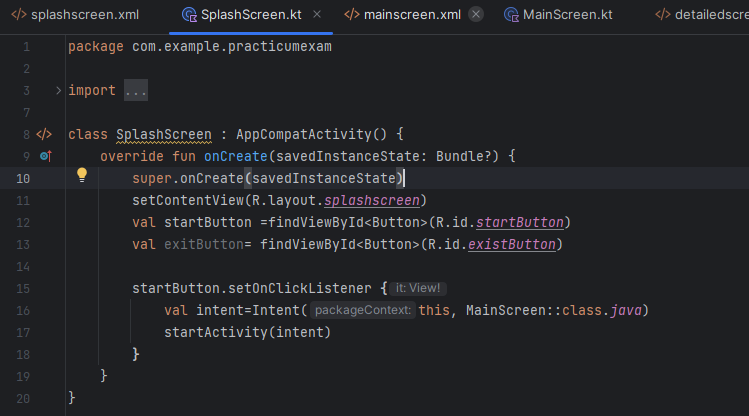 splashscreen.xml SplashScreen.kt mainscreen.xml MainScreen.kt detailedscre
1 package com.example.practicumexam
2
3 import ...
7
8 class SplashScreen : AppCompatActivity() {
9 override fun onCreate(savedInstanceState: Bundle?) {
10 super.onCreate(savedInstanceState)
11 setContentView(R.layout.splashscreen)
12 val startButton =findViewById<Button>(R.id.startButton)
13 val exitButton= findViewById<Button>(R.id.existButton)
14
15 startButton.setOnClickListener { it: View!
16 val intent=Intent( packageContext: this, MainScreen::class.java)
17 startActivity(intent)
18 }
19 }
20 }